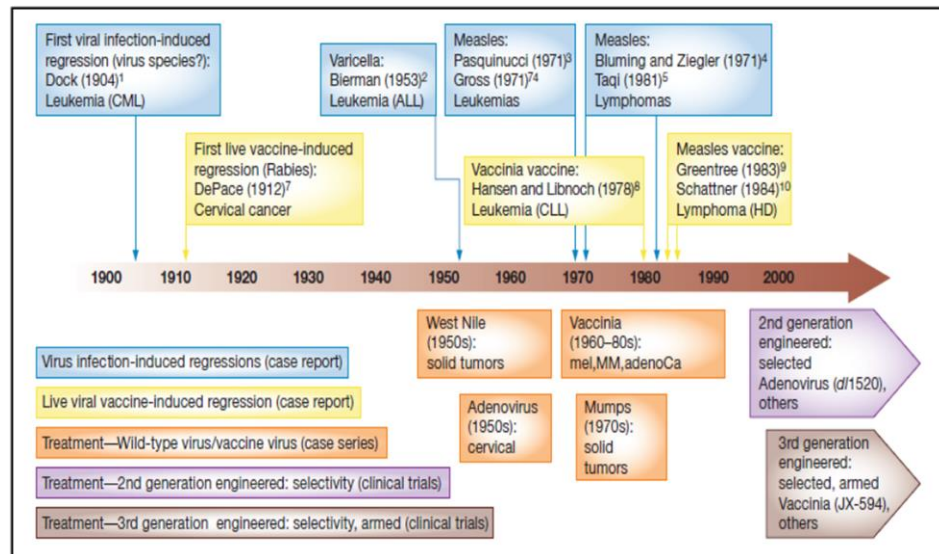 First viral infection-induced
regression (virus species?):
Dock (1904)¹
Leukemia (CML)
Varicella:
Bierman (1953)²
Leukemia (ALL)
Measles:
Pasquinucci (1971)³
Gross (1971)⁷⁴
Leukemias
Measles:
Bluming and Ziegler (1971)⁴
Taqi (1981)⁵
Lymphomas
First live vaccine-induced
regression (Rabies):
DePace (1912)⁷
Cervical cancer
Vaccinia vaccine:
Hansen and Libnoch (1978)⁸
Leukemia (CLL)
Measles vaccine:
Greentree (1983)⁹
Schattner (1984)¹⁰
Lymphoma (HD)
1900 1910 1920 1930 1940 1950 1960 1970 1980 1990 2000
West Nile
(1950s):
solid tumors
Vaccinia
(1960–80s):
mel,MM,adenoCa
2nd generation
engineered:
selected
Adenovirus (dl1520),
others
Adenovirus
(1950s):
cervical
Mumps
(1970s):
solid
tumors
3rd generation
engineered:
selected, armed
Vaccinia (JX-594),
others
Virus infection-induced regressions (case report)
Live viral vaccine-induced regression (case report)
Treatment—Wild-type virus/vaccine virus (case series)
Treatment—2nd generation engineered: selectivity (clinical trials)
Treatment—3rd generation engineered: selectivity, armed (clinical trials)